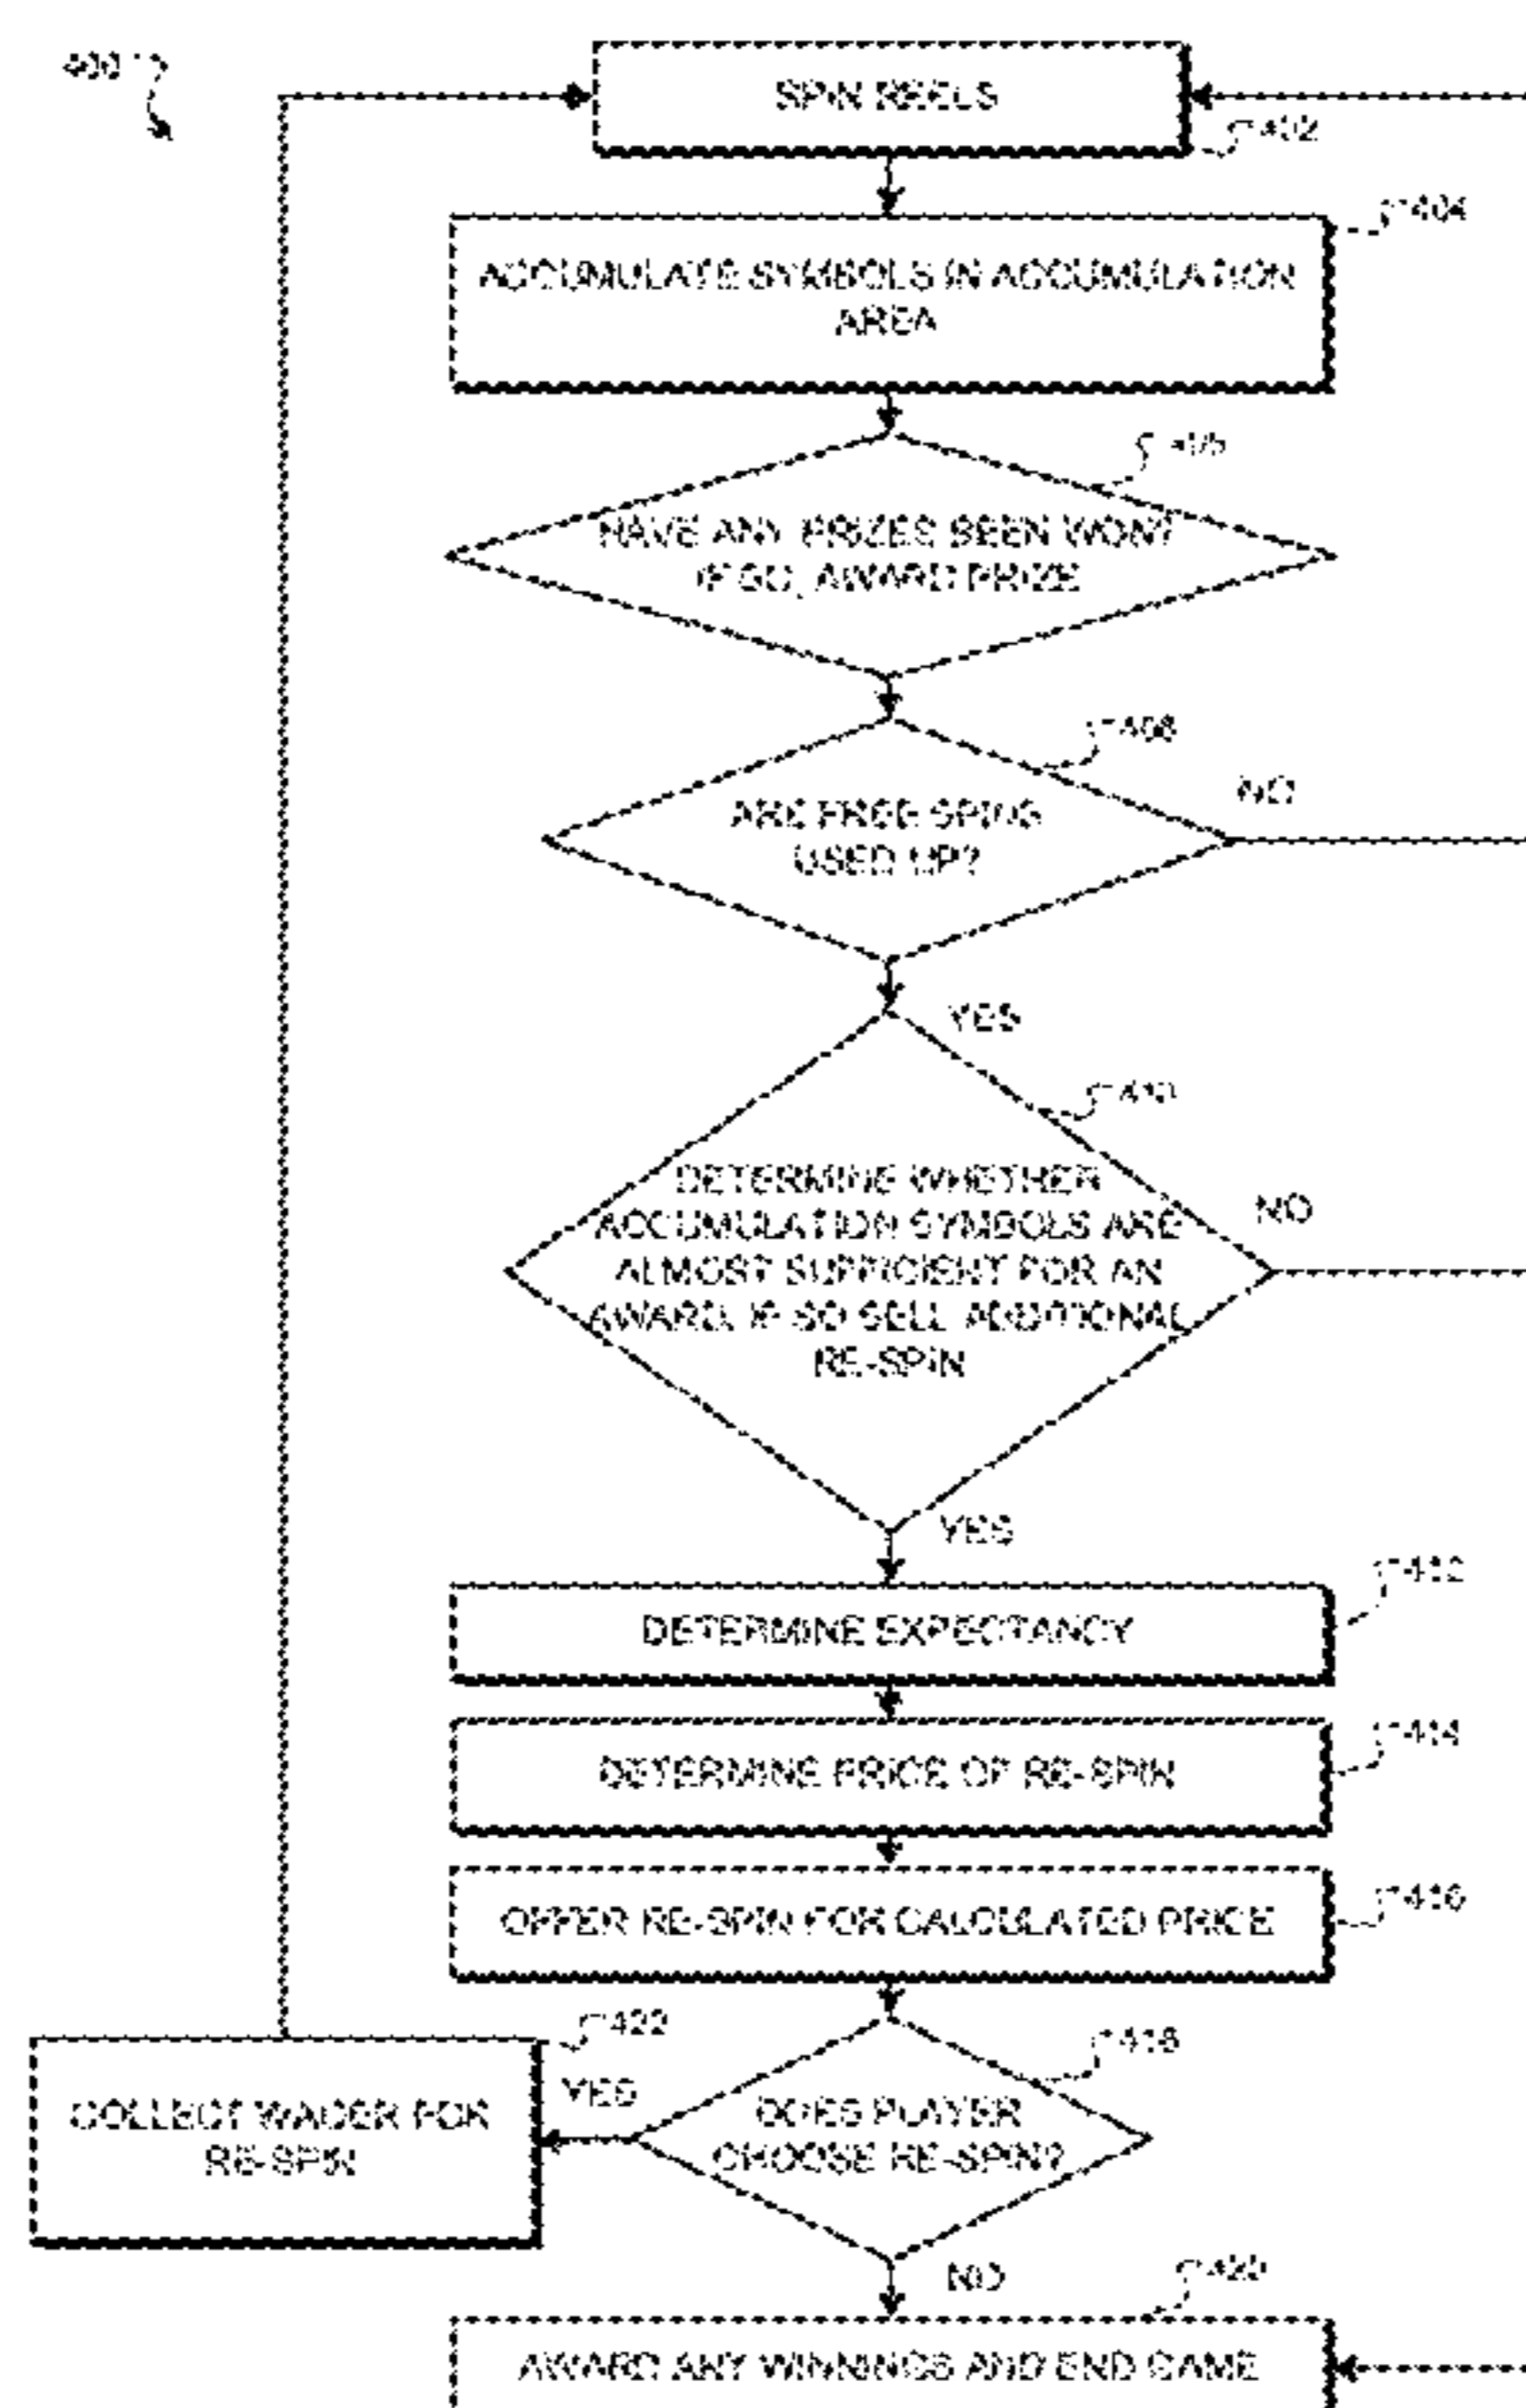 400
SPIN REELS
402
404
ACCUMULATE SYMBOLS IN ACCUMULATION
AREA
HAVE ANY PRIZES BEEN WON?
IF SO, AWARD PRIZE
408
NO
ARE FREE SPINS
USED UP?
YES
410
DETERMINE WHETHER
NO
ACCUMULATION SYMBOLS ARE
ALMOST SUFFICIENT FOR AN
AWARD. IF SO SELL ADDITIONAL
RE-SPIN
YES
412
DETERMINE EXPECTANCY
414
DETERMINE PRICE OF RE-SPIN
416
OFFER RE-SPIN FOR CALCULATED PRICE
422
418
YES
COLLECT WAGER FOR
RE-SPIN
DOES PLAYER
CHOOSE RE-SPIN?
NO
420
AWARD ANY WINNINGS AND END GAME